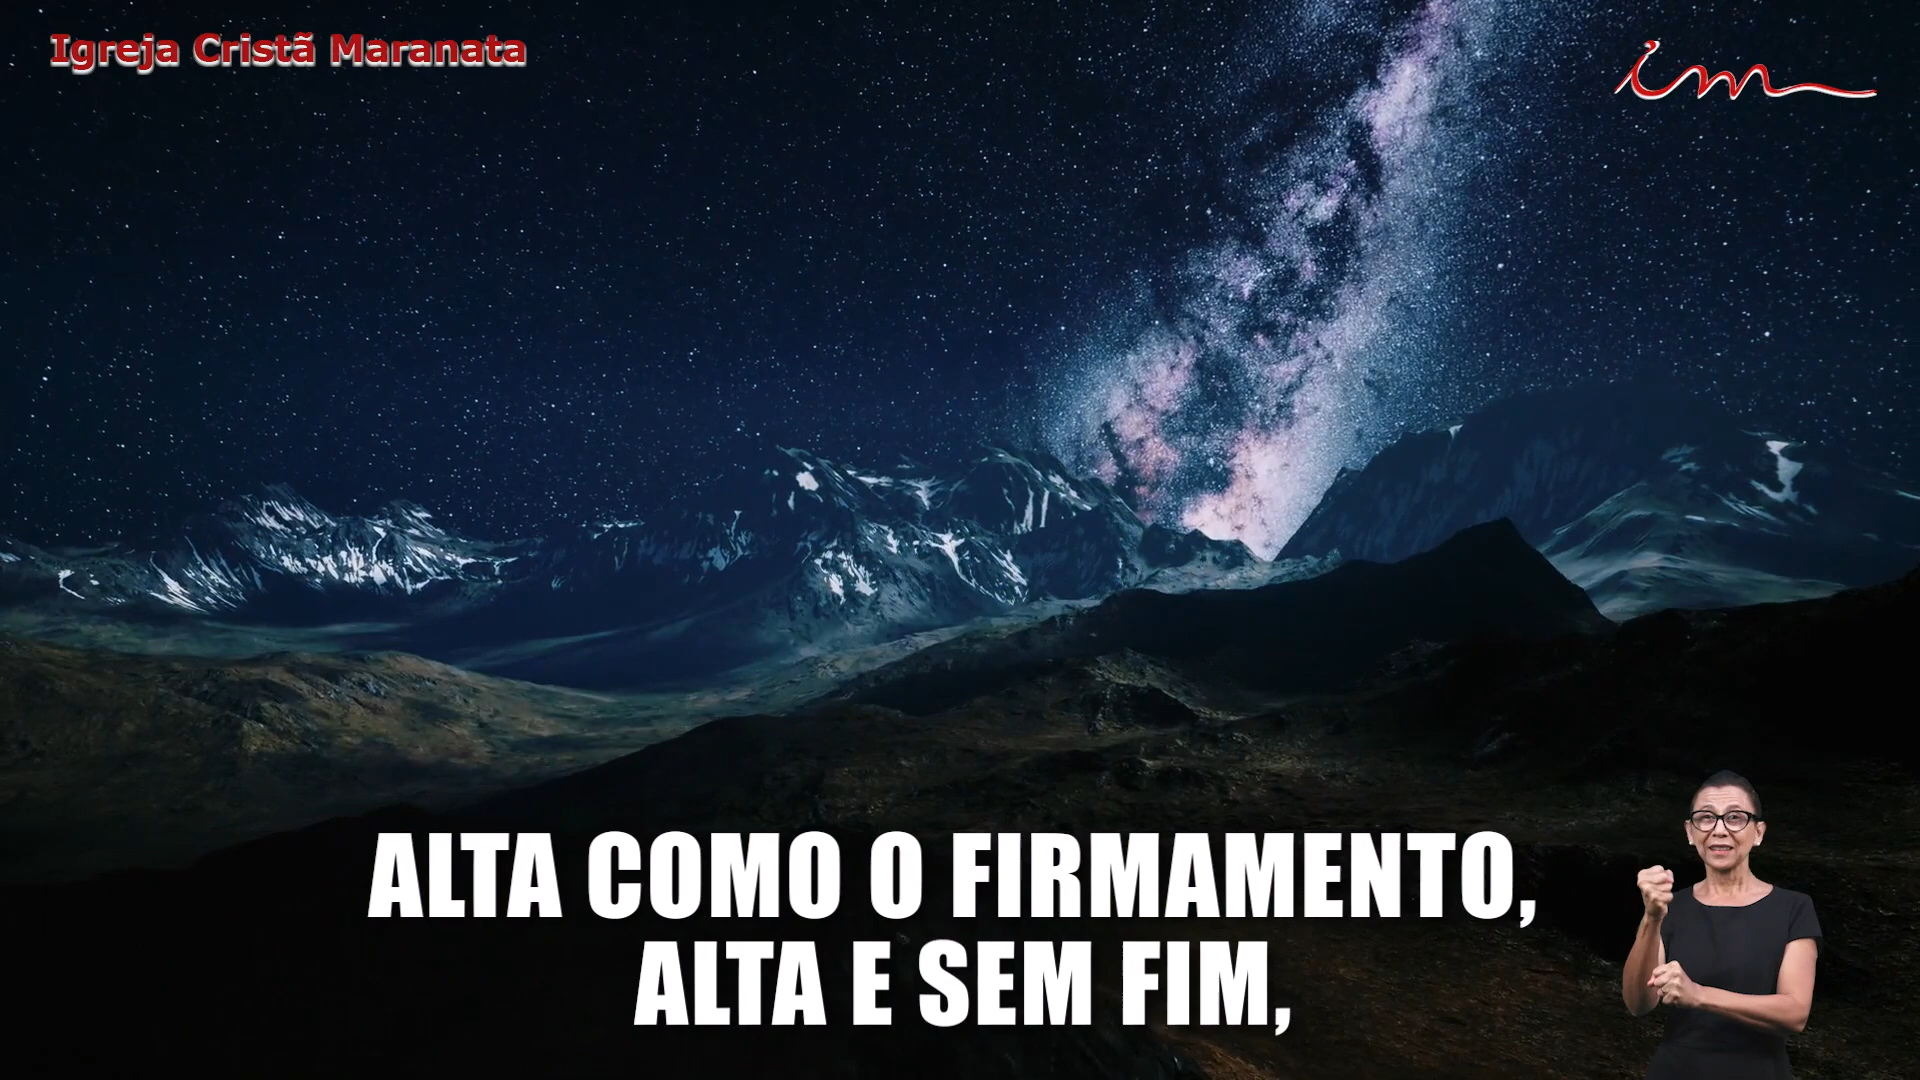 Igreja Cristã Maranata
im
ALTA COMO O FIRMAMENTO,
ALTA E SEM FIM,